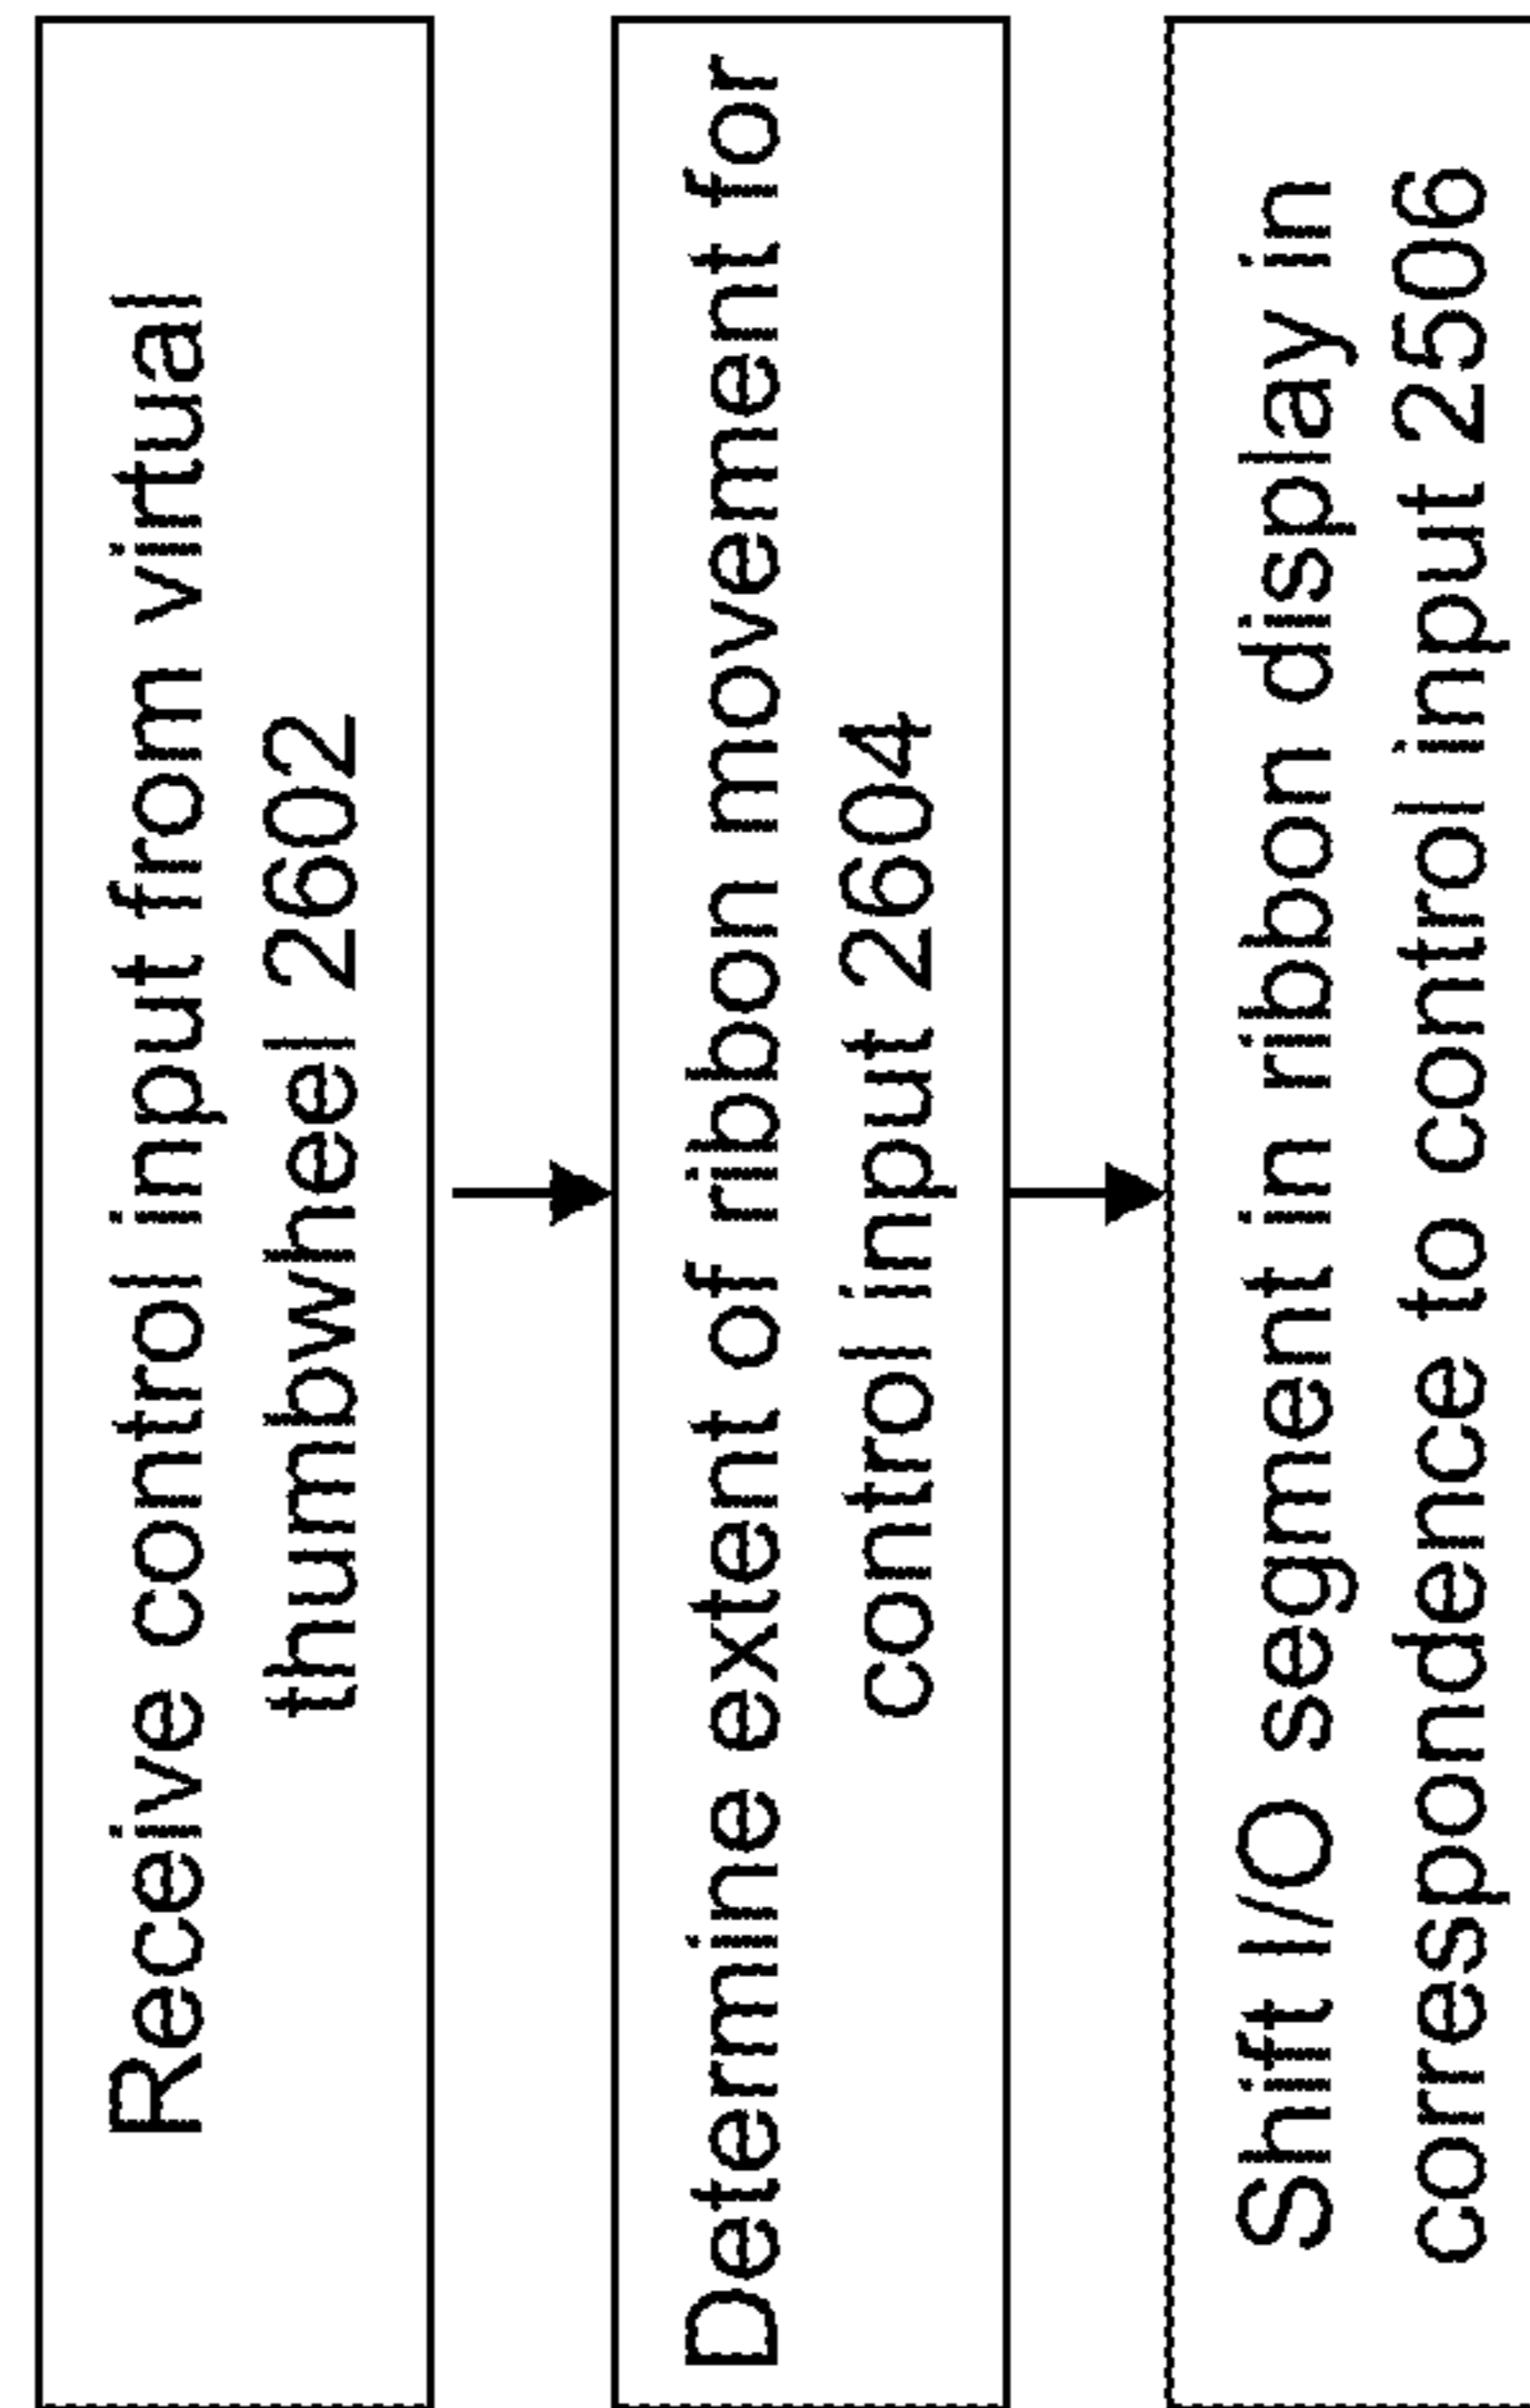 Receive control input from virtual
thumbwheel 2602
Determine extent of ribbon movement for
control input 2604
Shift I/O segment in ribbon display in
correspondence to control input 2506